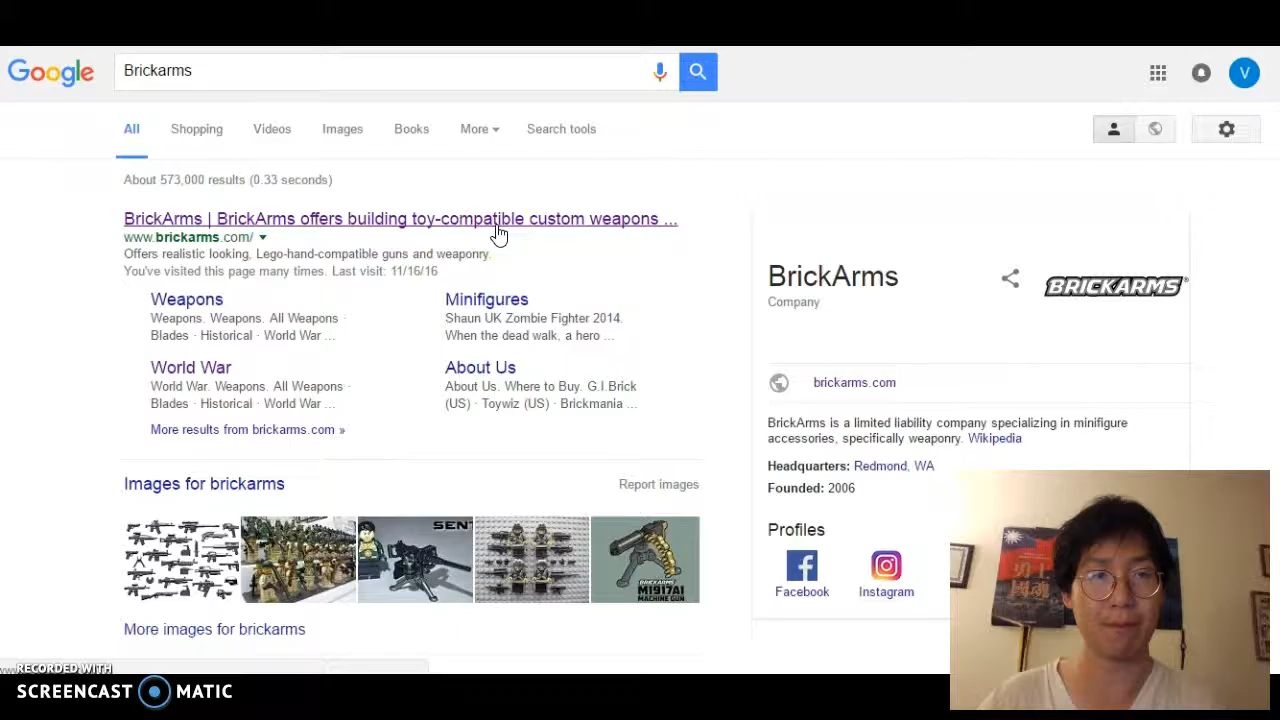 Google
Brickarms
V
All Shopping Videos Images Books More Search tools
About 573,000 results (0.33 seconds)
BrickArms | BrickArms offers building toy-compatible custom weapons ...
www.brickarms.com/
Offers realistic looking, Lego-hand-compatible guns and weaponry.
You've visited this page many times. Last visit: 11/16/16
Weapons
Weapons. Weapons. All Weapons ·
Blades · Historical · World War ...
Minifigures
Shaun UK Zombie Fighter 2014.
When the dead walk, a hero ...
World War
World War. Weapons. All Weapons ·
Blades · Historical · World War ...
About Us
About Us. Where to Buy. G.I.Brick
(US) · Toywiz (US) · Brickmania ...
More results from brickarms.com »
Images for brickarms
Report images
SEN
BRICKARMS
M1917A1
MACHINE GUN
More images for brickarms
BrickArms
Company
BRICKARMS
brickarms.com
BrickArms is a limited liability company specializing in minifigure
accessories, specifically weaponry. Wikipedia
Headquarters: Redmond, WA
Founded: 2006
Profiles
Facebook
Instagram
RECORDED WITH
SCREENCAST MATIC